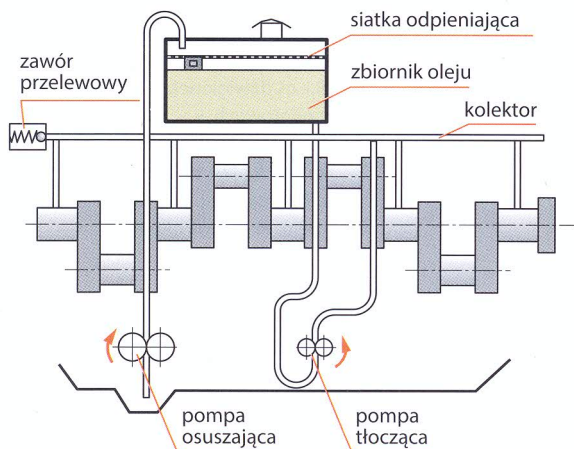 siatka odpieniająca
zawór
przelewowy
zbiornik oleju
kolektor
pompa
osuszająca
pompa
tłocząca